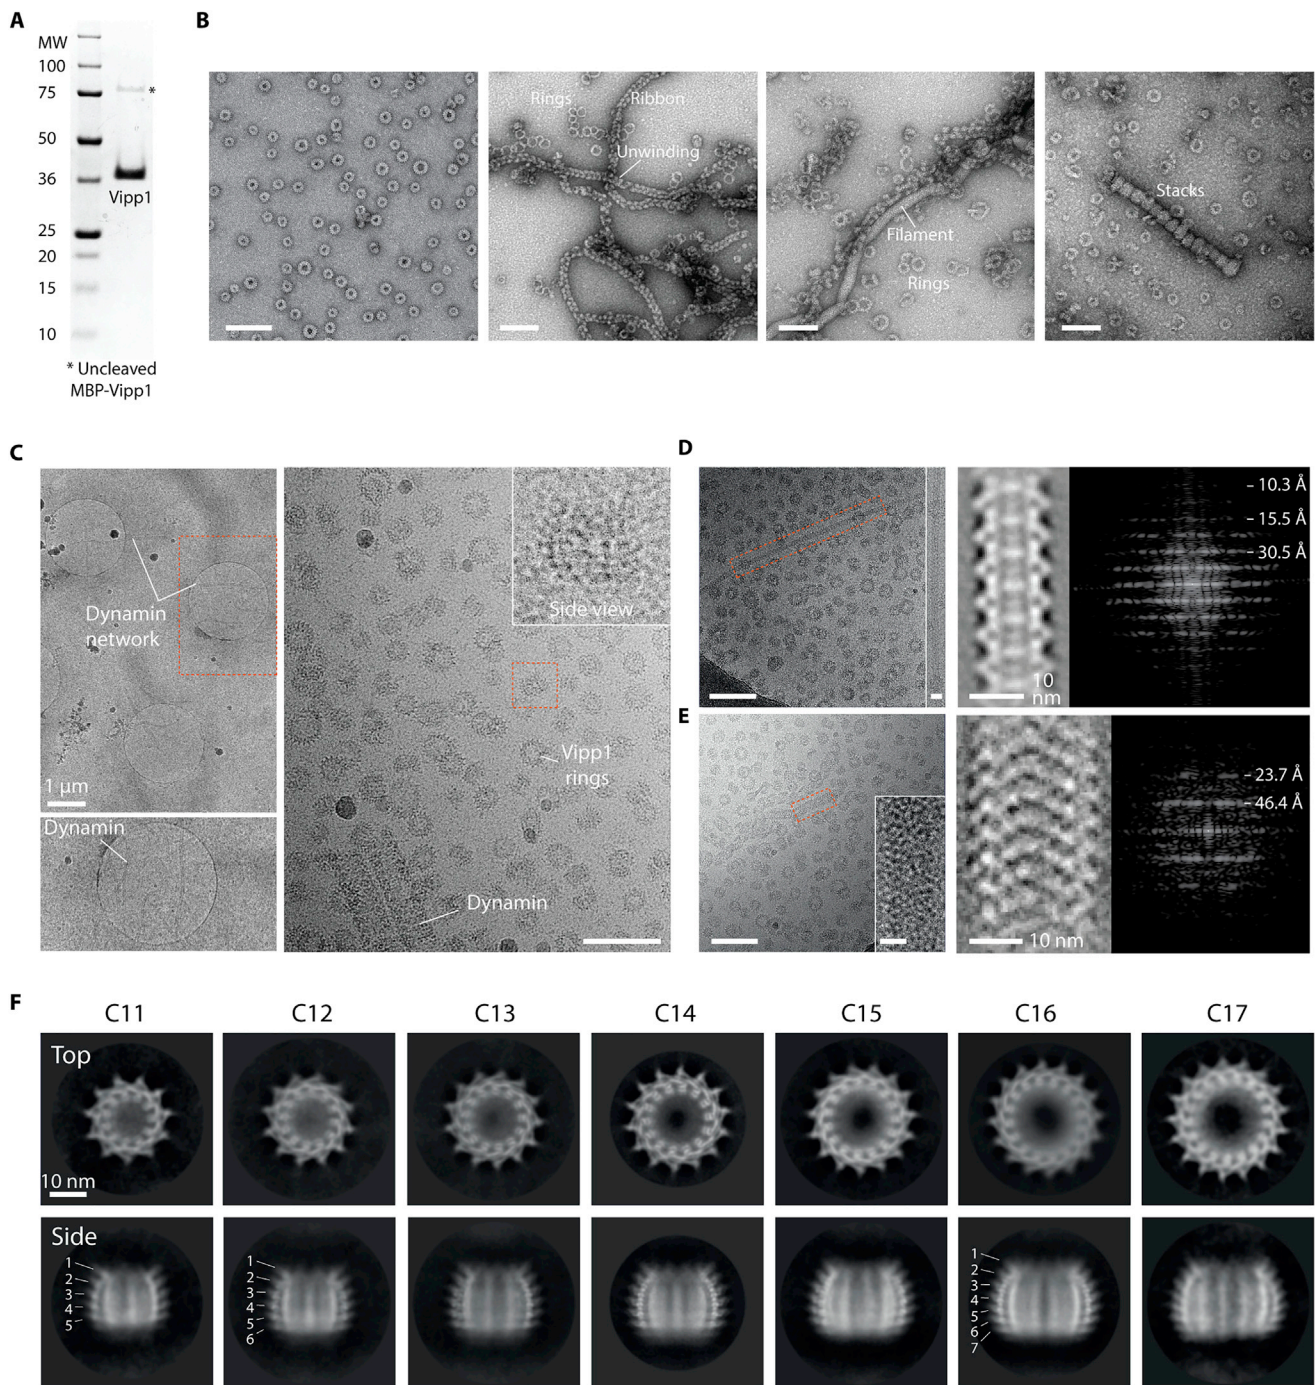 A
MW
100
75
*
50
36
Vipp1
25
20
15
10
* Uncleaved
MBP-Vipp1
B
Rings
Ribbon
Unwinding
Filament
Rings
Stacks
C
Dynamin
network
1 μm
Dynamin
Side view
Vipp1
rings
Dynamin
D
10
nm
– 10.3 Å
– 15.5 Å
– 30.5 Å
E
10 nm
– 23.7 Å
– 46.4 Å
F
C11 C12 C13 C14 C15 C16 C17
Top
10 nm
Side
1
2
3
4
5
1
2
3
4
5
6
1
2
3
4
5
6
7